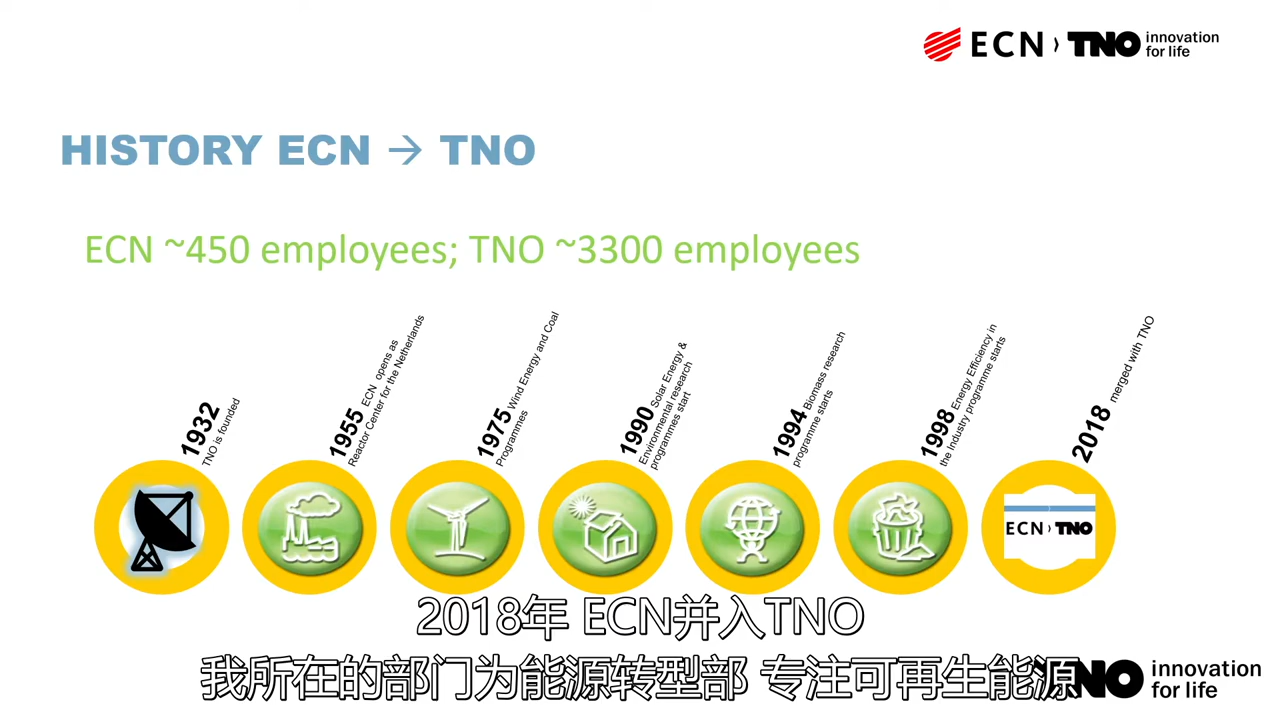 ECN TNO innovation
for life
HISTORY ECN → TNO
ECN ~450 employees; TNO ~3300 employees
1932
TNO is founded
1955 ECN opens as
Reactor Center for the Netherlands
1975 Wind Energy and Coal
Programmes
1990 Solar Energy &
Environmental research
programmes start
1994 Biomass research
programme starts
1998 Energy Efficiency in
the Industry programme starts
2018 merged with TNO
ECN TNO
2018年 ECN并入TNO
我所在的部门为能源转型部 专注可再生能源
TNO innovation
for life